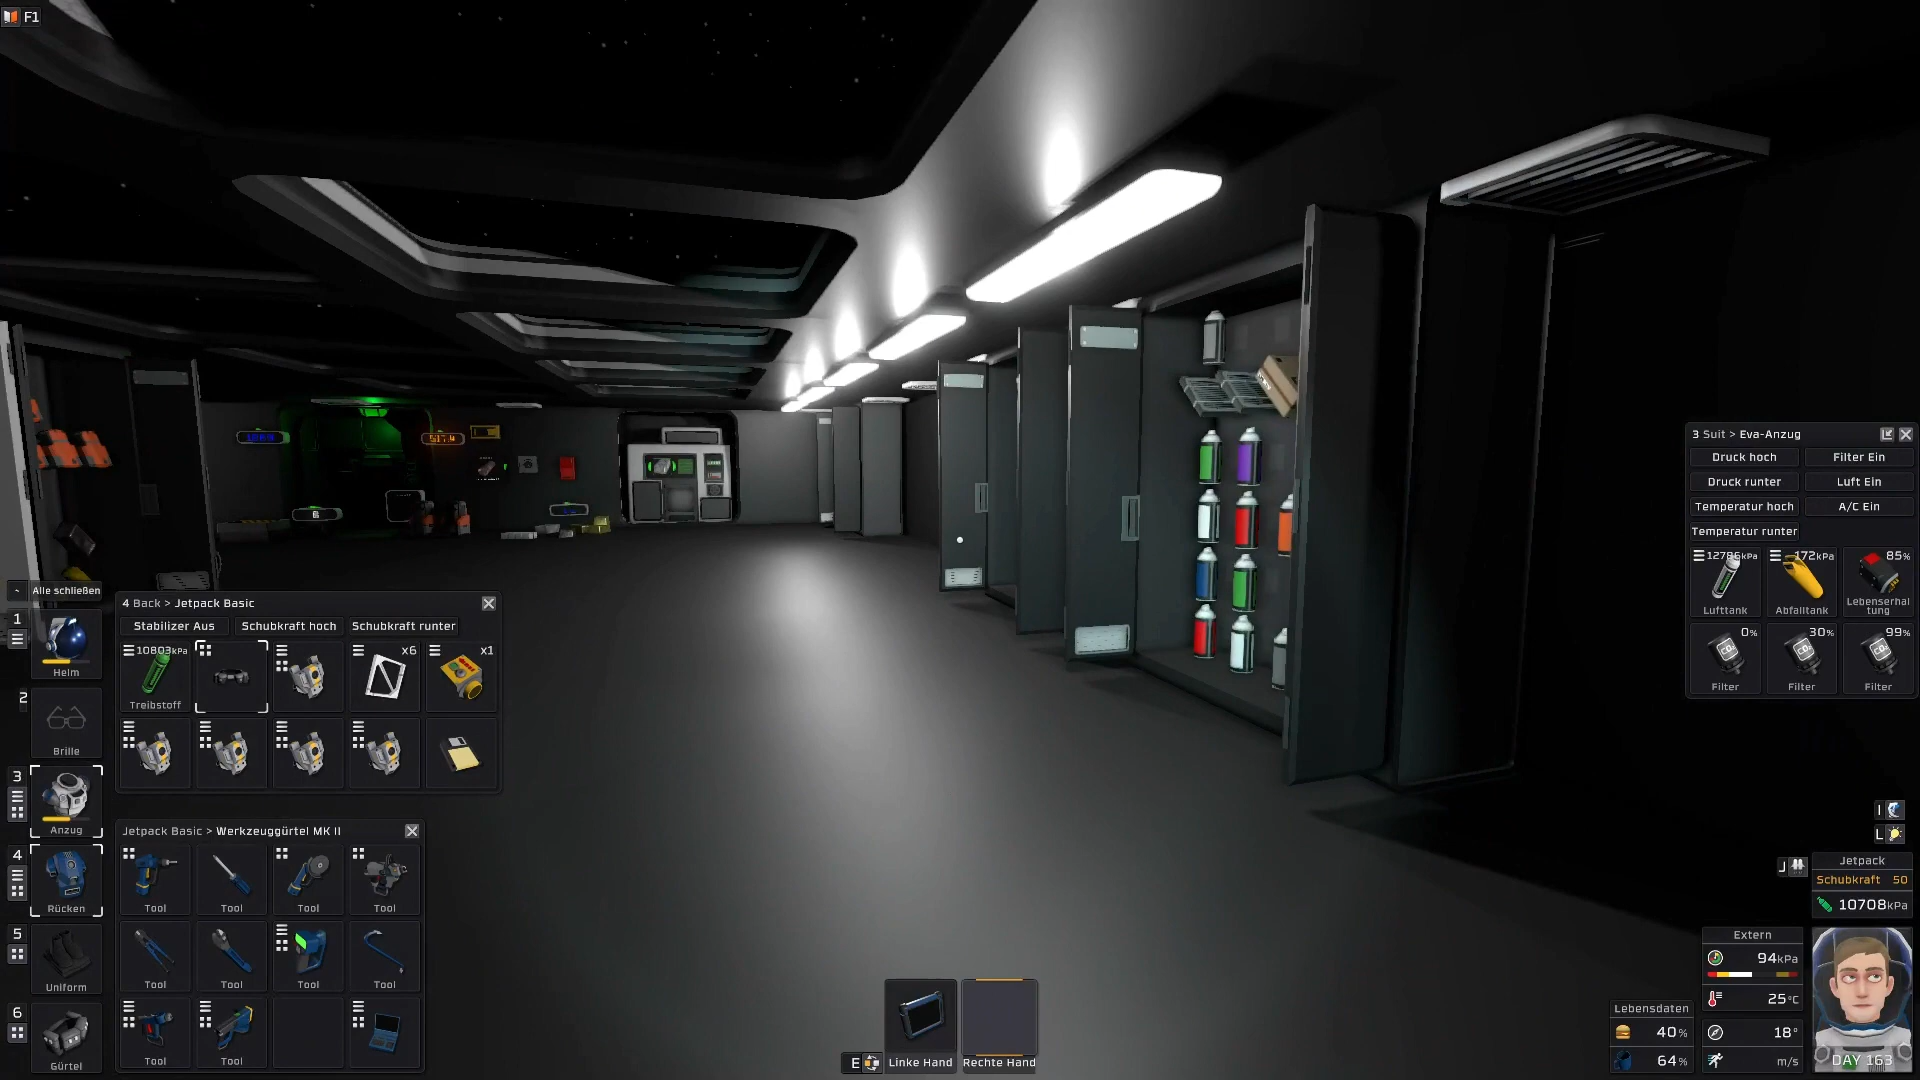 F1
517.4
6
~ Alle schließen
1
Helm
2
Brille
3
Anzug
4
Rücken
5
Uniform
6
Gürtel
4 Back > Jetpack Basic
Stabilizer Aus Schubkraft hoch Schubkraft runter
10803kPa
Treibstoff
x6
x1
Jetpack Basic > Werkzeuggürtel MK II
Tool Tool Tool Tool
Tool Tool Tool Tool
Tool Tool
E
Linke Hand
Rechte Hand
3 Suit > Eva-Anzug
Druck hoch Filter Ein
Druck runter Luft Ein
Temperatur hoch A/C Ein
Temperatur runter
12786kPa 172kPa 85%
Lufttank Abfalltank Lebenserhaltung
0% 30% 99%
Filter Filter Filter
I
L
J
Jetpack
Schubkraft 50
10708kPa
Extern
94kPa
25°C
18°
m/s
Lebensdaten
40%
64%
DAY 163